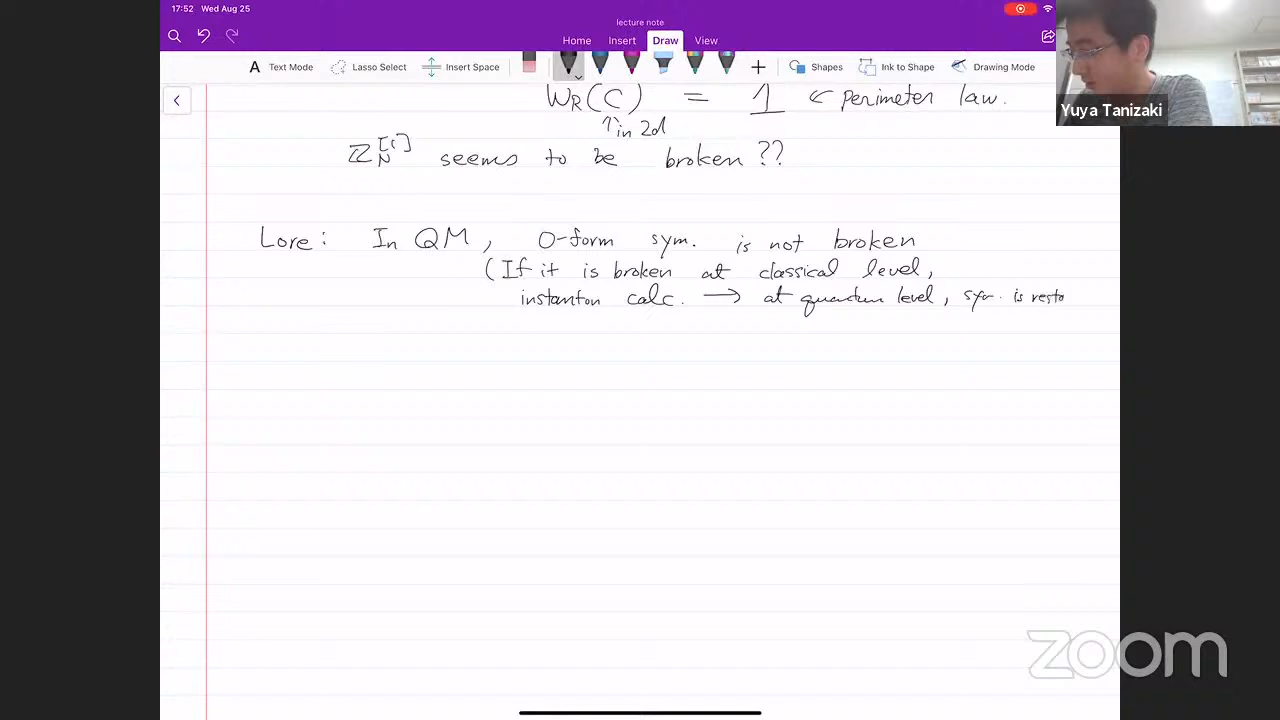 17:52 Wed Aug 25
lecture note
Home Insert Draw View
A Text Mode Lasso Select Insert Space + Shapes Ink to Shape Drawing Mode
W_R(C) = 1 ← perimeter law.
↑ in 2d
ℤ_N^[1] seems to be broken ??
Lore : In QM , 0-form sym. is not broken
( If it is broken at classical level,
instanton calc. ⟶ at quantum level , sym. is resto
Yuya Tanizaki
zoom